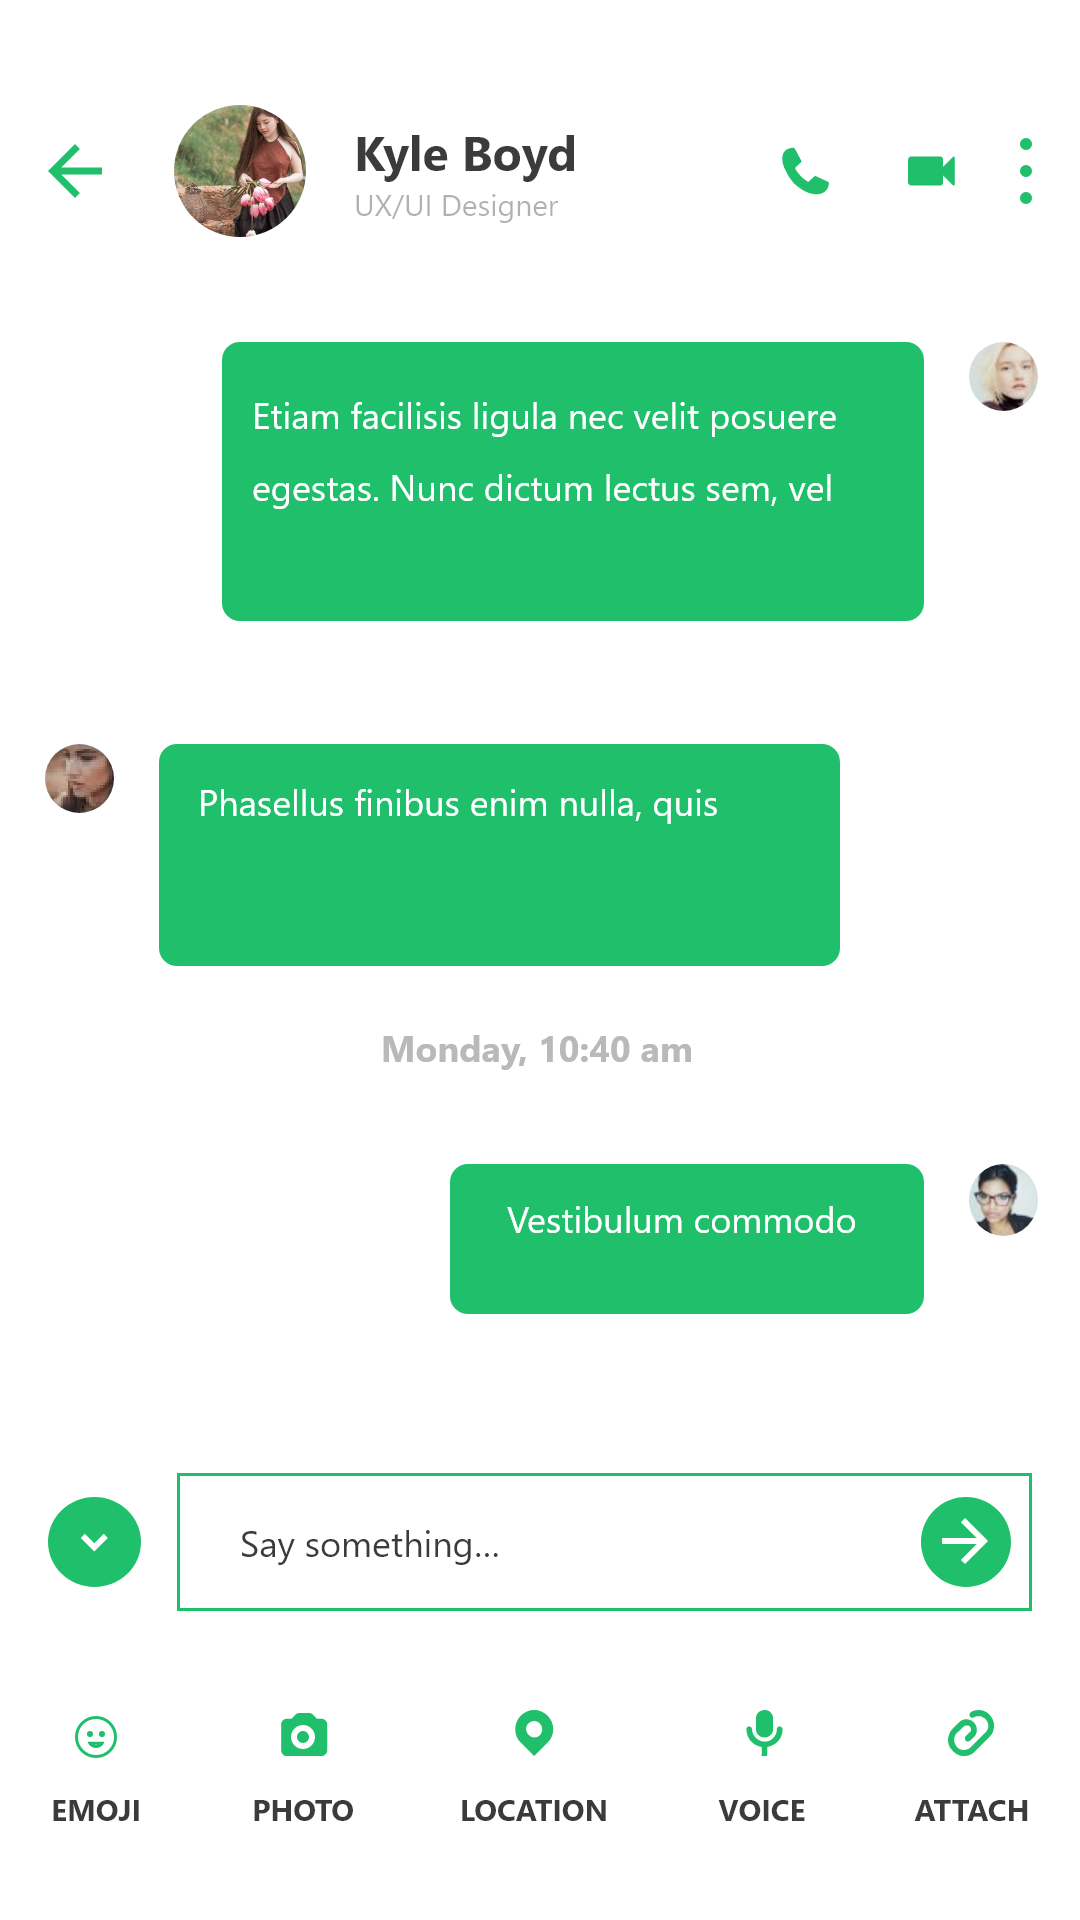 Kyle Boyd
UX/UI Designer
Etiam facilisis ligula nec velit posuere
egestas. Nunc dictum lectus sem, vel
Phasellus finibus enim nulla, quis
Monday, 10:40 am
Vestibulum commodo
Say something...
EMOJI PHOTO LOCATION VOICE ATTACH